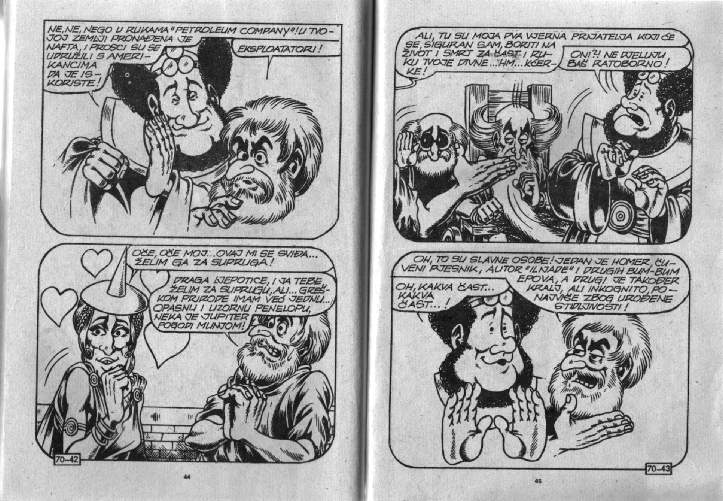 NE, NE, NEGO U RUKAMA "PETROLEUM COMPANY"! U TVO-
JOJ ZEMLJI PRONAĐENA JE
NAFTA, I PROSCI SU SE
UDRUŽILI S AMERI-
KANCIMA
DA JE IS-
KORISTE!
EKSPLOATATORI!
OČE, OČE MOJ...OVAJ MI SE SVIĐA...
ŽELIM GA ZA SUPRUGA!
DRAGA LJEPOTICE, I JA TEBE
ŽELIM ZA SUPRUGU, ALI... GREŠ-
KOM PRIRODE IMAM VEĆ JEDNU...
OPASNU I UZORNU PENELOPU,
NEKA JE JUPITER
POGODI MUNJOM!
70-42
44
ALI, TU SU MOJA DVA VJERNA PRIJATELJA KOJI ĆE
SE, SIGURAN SAM, BORITI NA
ŽIVOT I SMRT ZA ČAST I RU-
KU TVOJE DIVNE...HM...KĆER-
KE!
ONI?! NE DJELUJU
BAŠ RATOBORNO!
OH, TO SU SLAVNE OSOBE! JEDAN JE HOMER, ČU-
VENI PJESNIK, AUTOR "ILIJADE" I DRUGIH BUM-BUM
EPOVA, A DRUGI JE TAKOĐER
KRALJ, ALI INKOGNITO, PO-
NAJVIŠE ZBOG UROĐENE
STIDLJIVOSTI!
OH, KAKVA ČAST...
KAKVA
ČAST...!
70-43
45